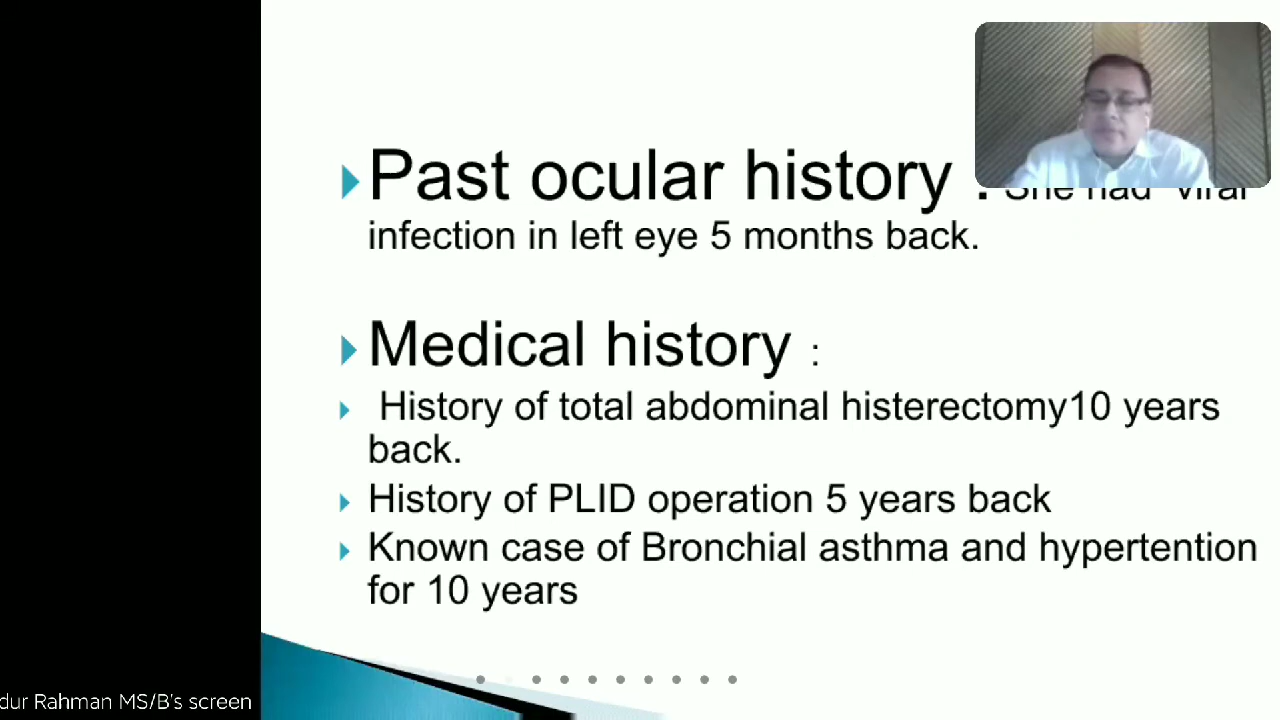 Past ocular history : She had viral
infection in left eye 5 months back.
Medical history :
History of total abdominal histerectomy10 years
back.
History of PLID operation 5 years back
Known case of Bronchial asthma and hypertention
for 10 years
dur Rahman MS/B's screen